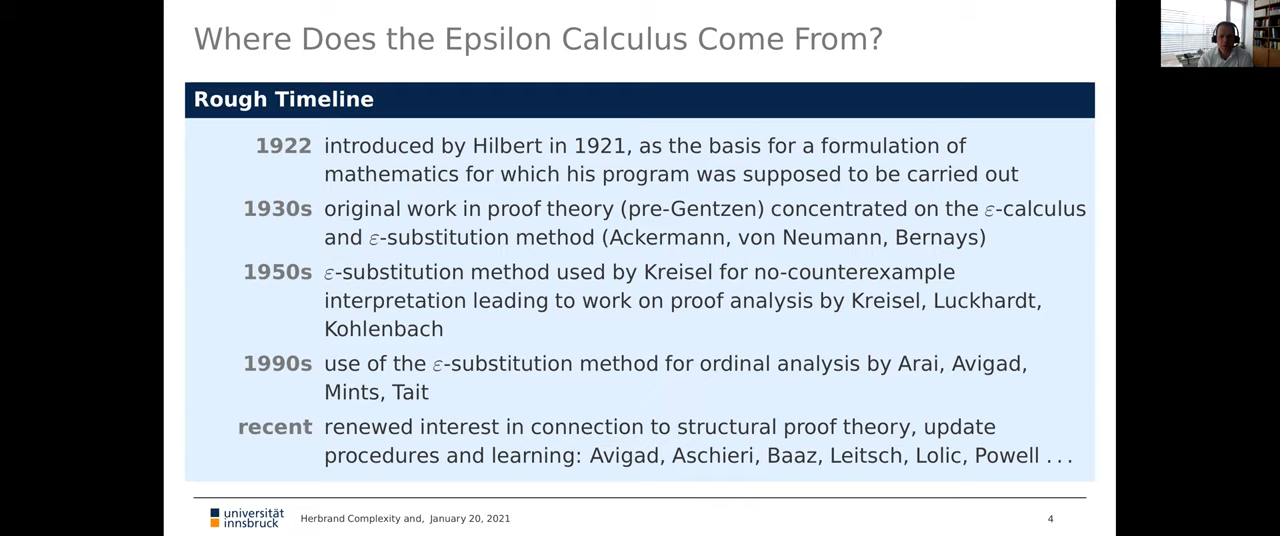 Where Does the Epsilon Calculus Come From?
Rough Timeline
1922 introduced by Hilbert in 1921, as the basis for a formulation of
mathematics for which his program was supposed to be carried out
1930s original work in proof theory (pre-Gentzen) concentrated on the ε-calculus
and ε-substitution method (Ackermann, von Neumann, Bernays)
1950s ε-substitution method used by Kreisel for no-counterexample
interpretation leading to work on proof analysis by Kreisel, Luckhardt,
Kohlenbach
1990s use of the ε-substitution method for ordinal analysis by Arai, Avigad,
Mints, Tait
recent renewed interest in connection to structural proof theory, update
procedures and learning: Avigad, Aschieri, Baaz, Leitsch, Lolic, Powell ...
universität
innsbruck
Herbrand Complexity and, January 20, 2021
4